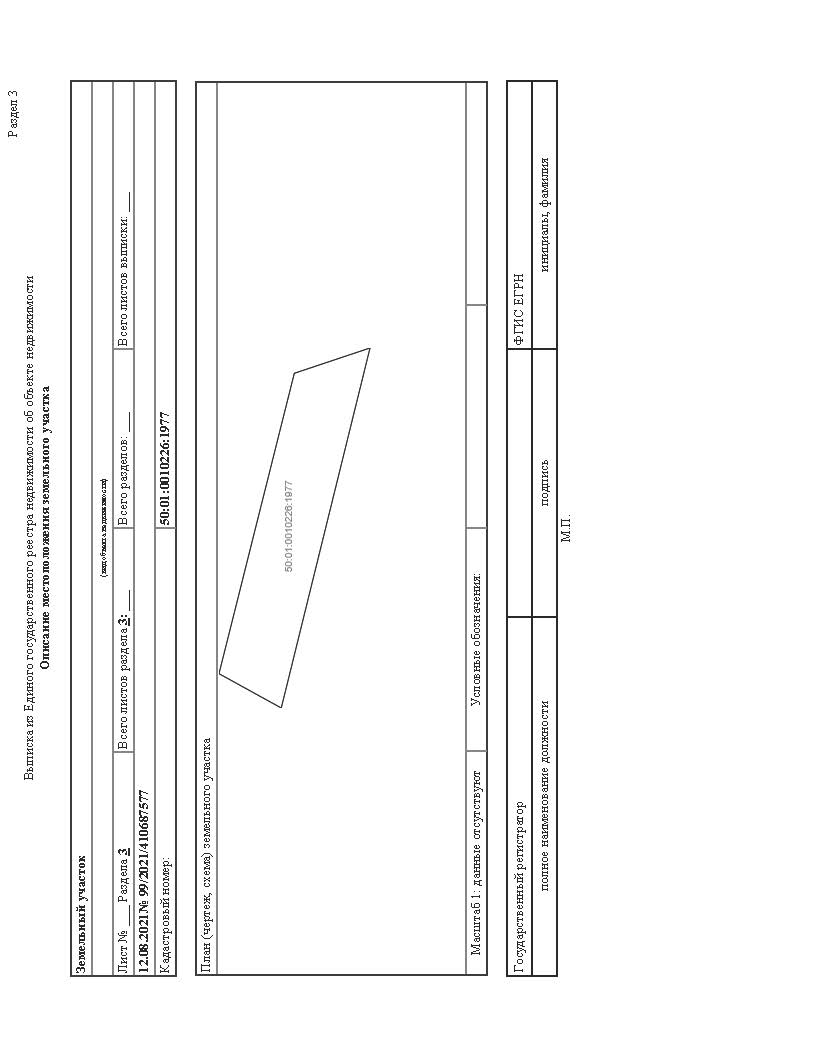 Раздел 3
Выписка из Единого государственного реестра недвижимости об объекте недвижимости
Описание местоположения земельного участка
Земельный участок
(вид объекта недвижимости)
Лист № ___ Раздела 3
Всего листов раздела 3: ___
Всего разделов: ___
Всего листов выписки: ___
12.08.2021№ 99/2021/410687577
Кадастровый номер:
50:01:0010226:1977
План (чертеж, схема) земельного участка
50:01:0010226:1977
Масштаб 1: данные отсутствуют
Условные обозначения:
Государственный регистратор
ФГИС ЕГРН
полное наименование должности
подпись
инициалы, фамилия
М.П.